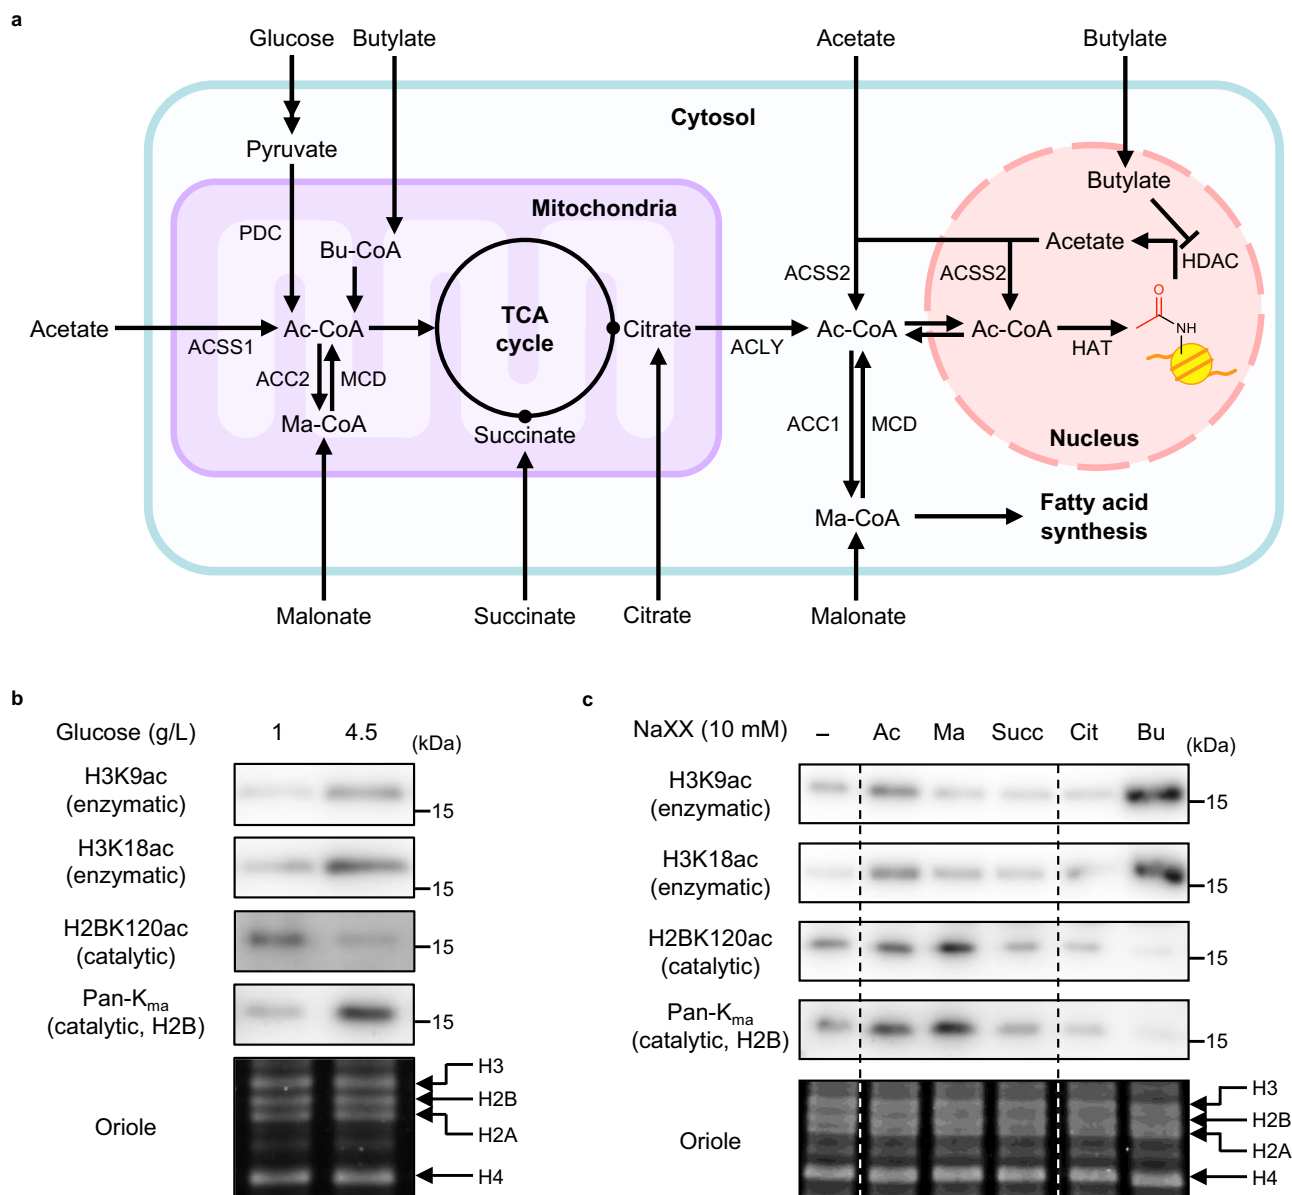 a
Glucose Butylate Acetate Butylate
Cytosol
Pyruvate
Butylate
Mitochondria
PDC
Bu-CoA
Acetate
HDAC
ACSS2 ACSS2
O
NH
TCA
cycle
Acetate
Ac-CoA
Citrate
Ac-CoA
Ac-CoA
ACSS1
ACLY
HAT
ACC2 MCD
Ma-CoA
Succinate
ACC1 MCD
Nucleus
Ma-CoA
Fatty acid
synthesis
Malonate Succinate Citrate Malonate
b
Glucose (g/L) 1 4.5 (kDa)
H3K9ac
(enzymatic)
15
H3K18ac
(enzymatic)
15
H2BK120ac
(catalytic)
15
Pan-Kma
(catalytic, H2B)
15
Oriole
H3
H2B
H2A
H4
c
NaXX (10 mM) – Ac Ma Succ Cit Bu (kDa)
H3K9ac
(enzymatic)
15
H3K18ac
(enzymatic)
15
H2BK120ac
(catalytic)
15
Pan-Kma
(catalytic, H2B)
15
Oriole
H3
H2B
H2A
H4